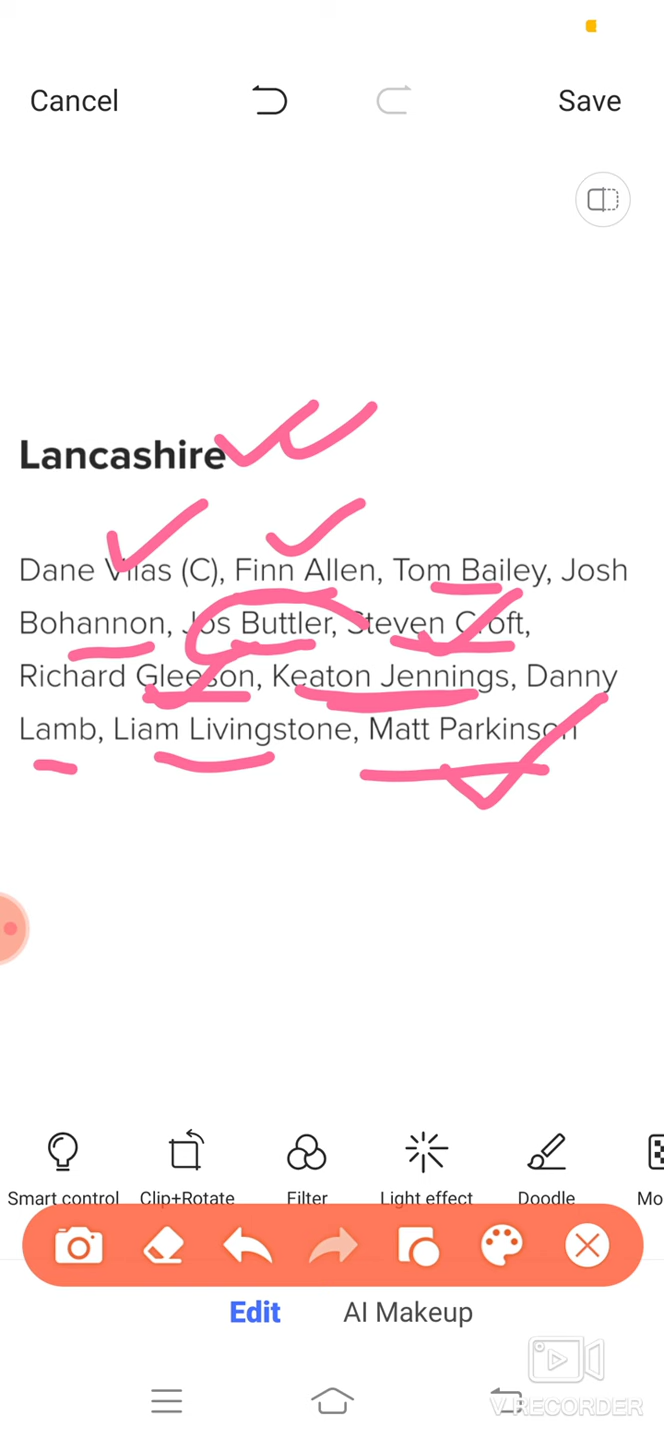 Cancel Save
Lancashire
Dane Vilas (C), Finn Allen, Tom Bailey, Josh
Bohannon, Jos Buttler, Steven Croft,
Richard Gleeson, Keaton Jennings, Danny
Lamb, Liam Livingstone, Matt Parkinson
Smart control Clip+Rotate Filter Light effect Doodle Mo
Edit AI Makeup
V RECORDER